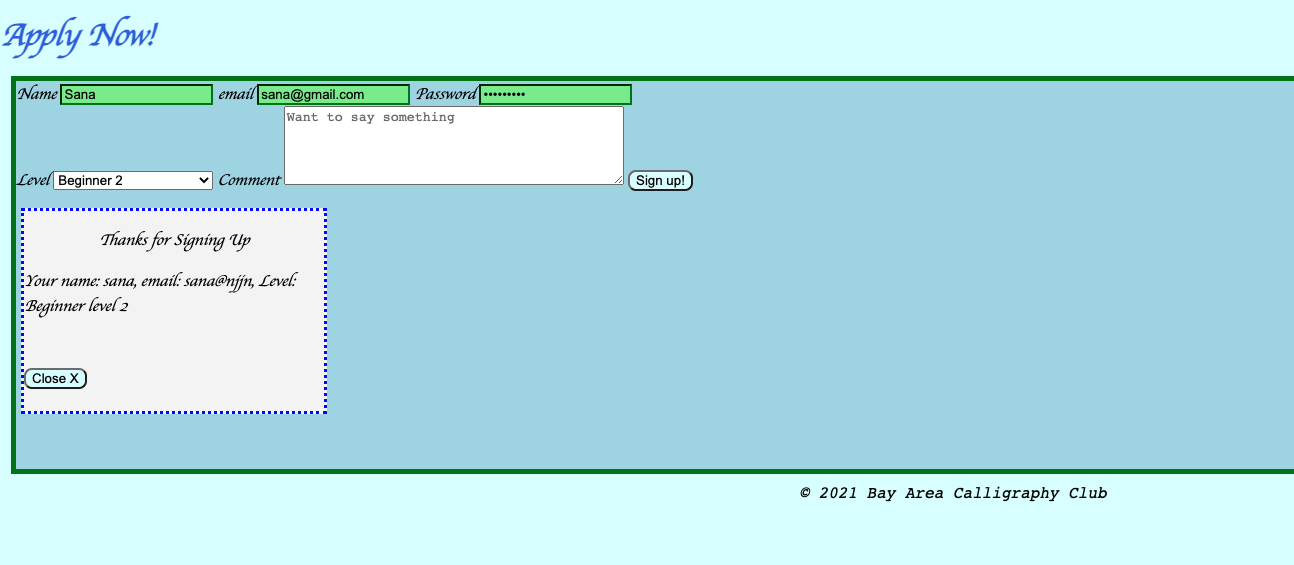 Apply Now!
Name Sana email sana@gmail.com Password •••••••••
Want to say something
Level Beginner 2 Comment Sign up!
Thanks for Signing Up
Your name: sana, email: sana@njjn, Level:
Beginner level 2
Close X
© 2021 Bay Area Calligraphy Club